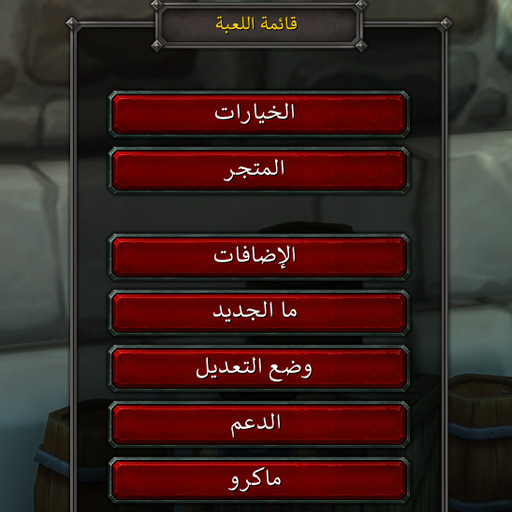 قائمة اللعبة
الخيارات
المتجر
الإضافات
ما الجديد
وضع التعديل
الدعم
ماكرو